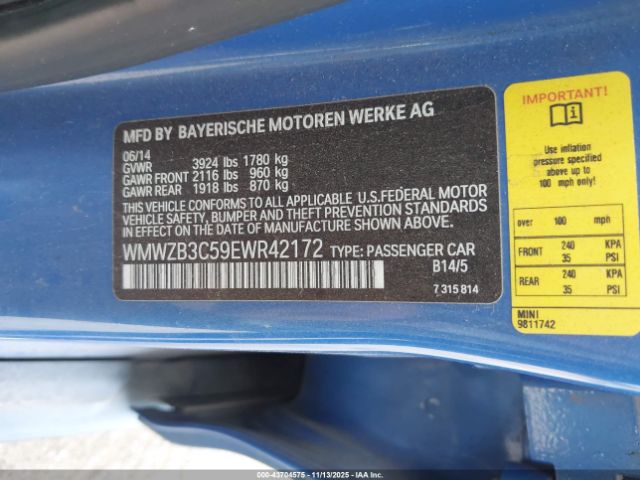 MFD BY BAYERISCHE MOTOREN WERKE AG
06/14
GVWR 3924 lbs 1780 kg
GAWR FRONT 2116 lbs 960 kg
GAWR REAR 1918 lbs 870 kg
THIS VEHICLE CONFORMS TO ALL APPLICABLE U.S.FEDERAL MOTOR
VEHICLE SAFETY, BUMPER AND THEFT PREVENTION STANDARDS
IN EFFECT ON THE DATE OF MANUFACTURE SHOWN ABOVE.
WMWZB3C59EWR42172 TYPE: PASSENGER CAR
B14/5
7 315 814
IMPORTANT!
Use inflation
pressure specified
above up to
100 mph only!
over 100 mph
FRONT 240 KPA
35 PSI
REAR 240 KPA
35 PSI
MINI
9811742
IAA -- 43704575 -- 11/13/2025 -- IAAI.COM